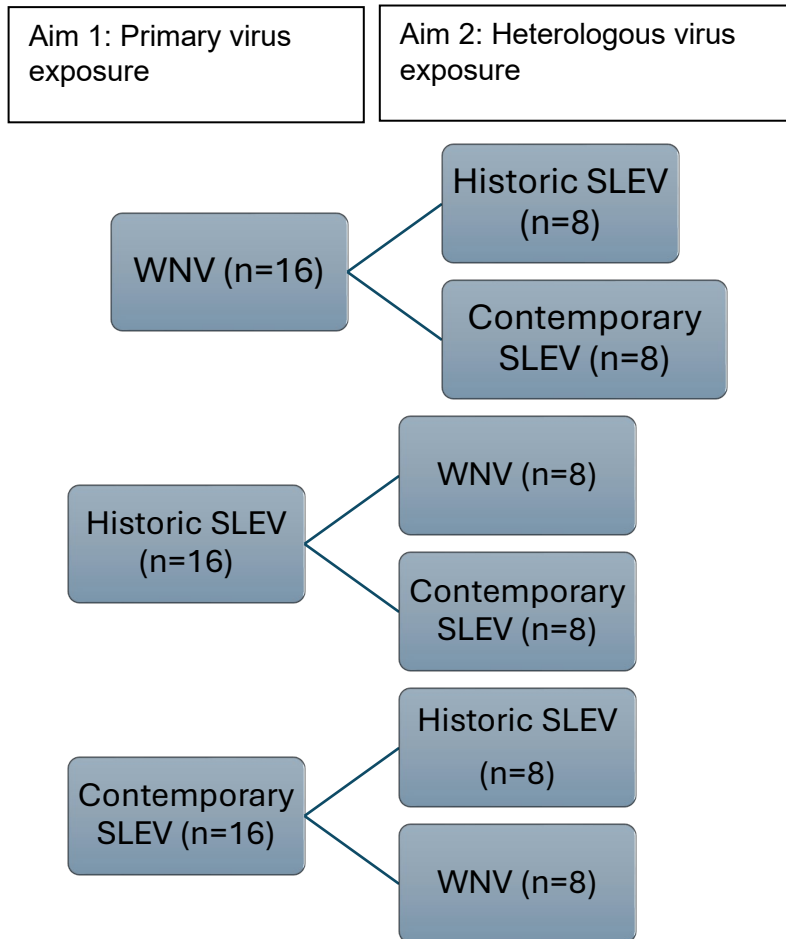 Aim 1: Primary virus
exposure
Aim 2: Heterologous virus
exposure
WNV (n=16)
Historic SLEV
(n=8)
Contemporary
SLEV (n=8)
Historic SLEV
(n=16)
WNV (n=8)
Contemporary
SLEV (n=8)
Contemporary
SLEV (n=16)
Historic SLEV
(n=8)
WNV (n=8)